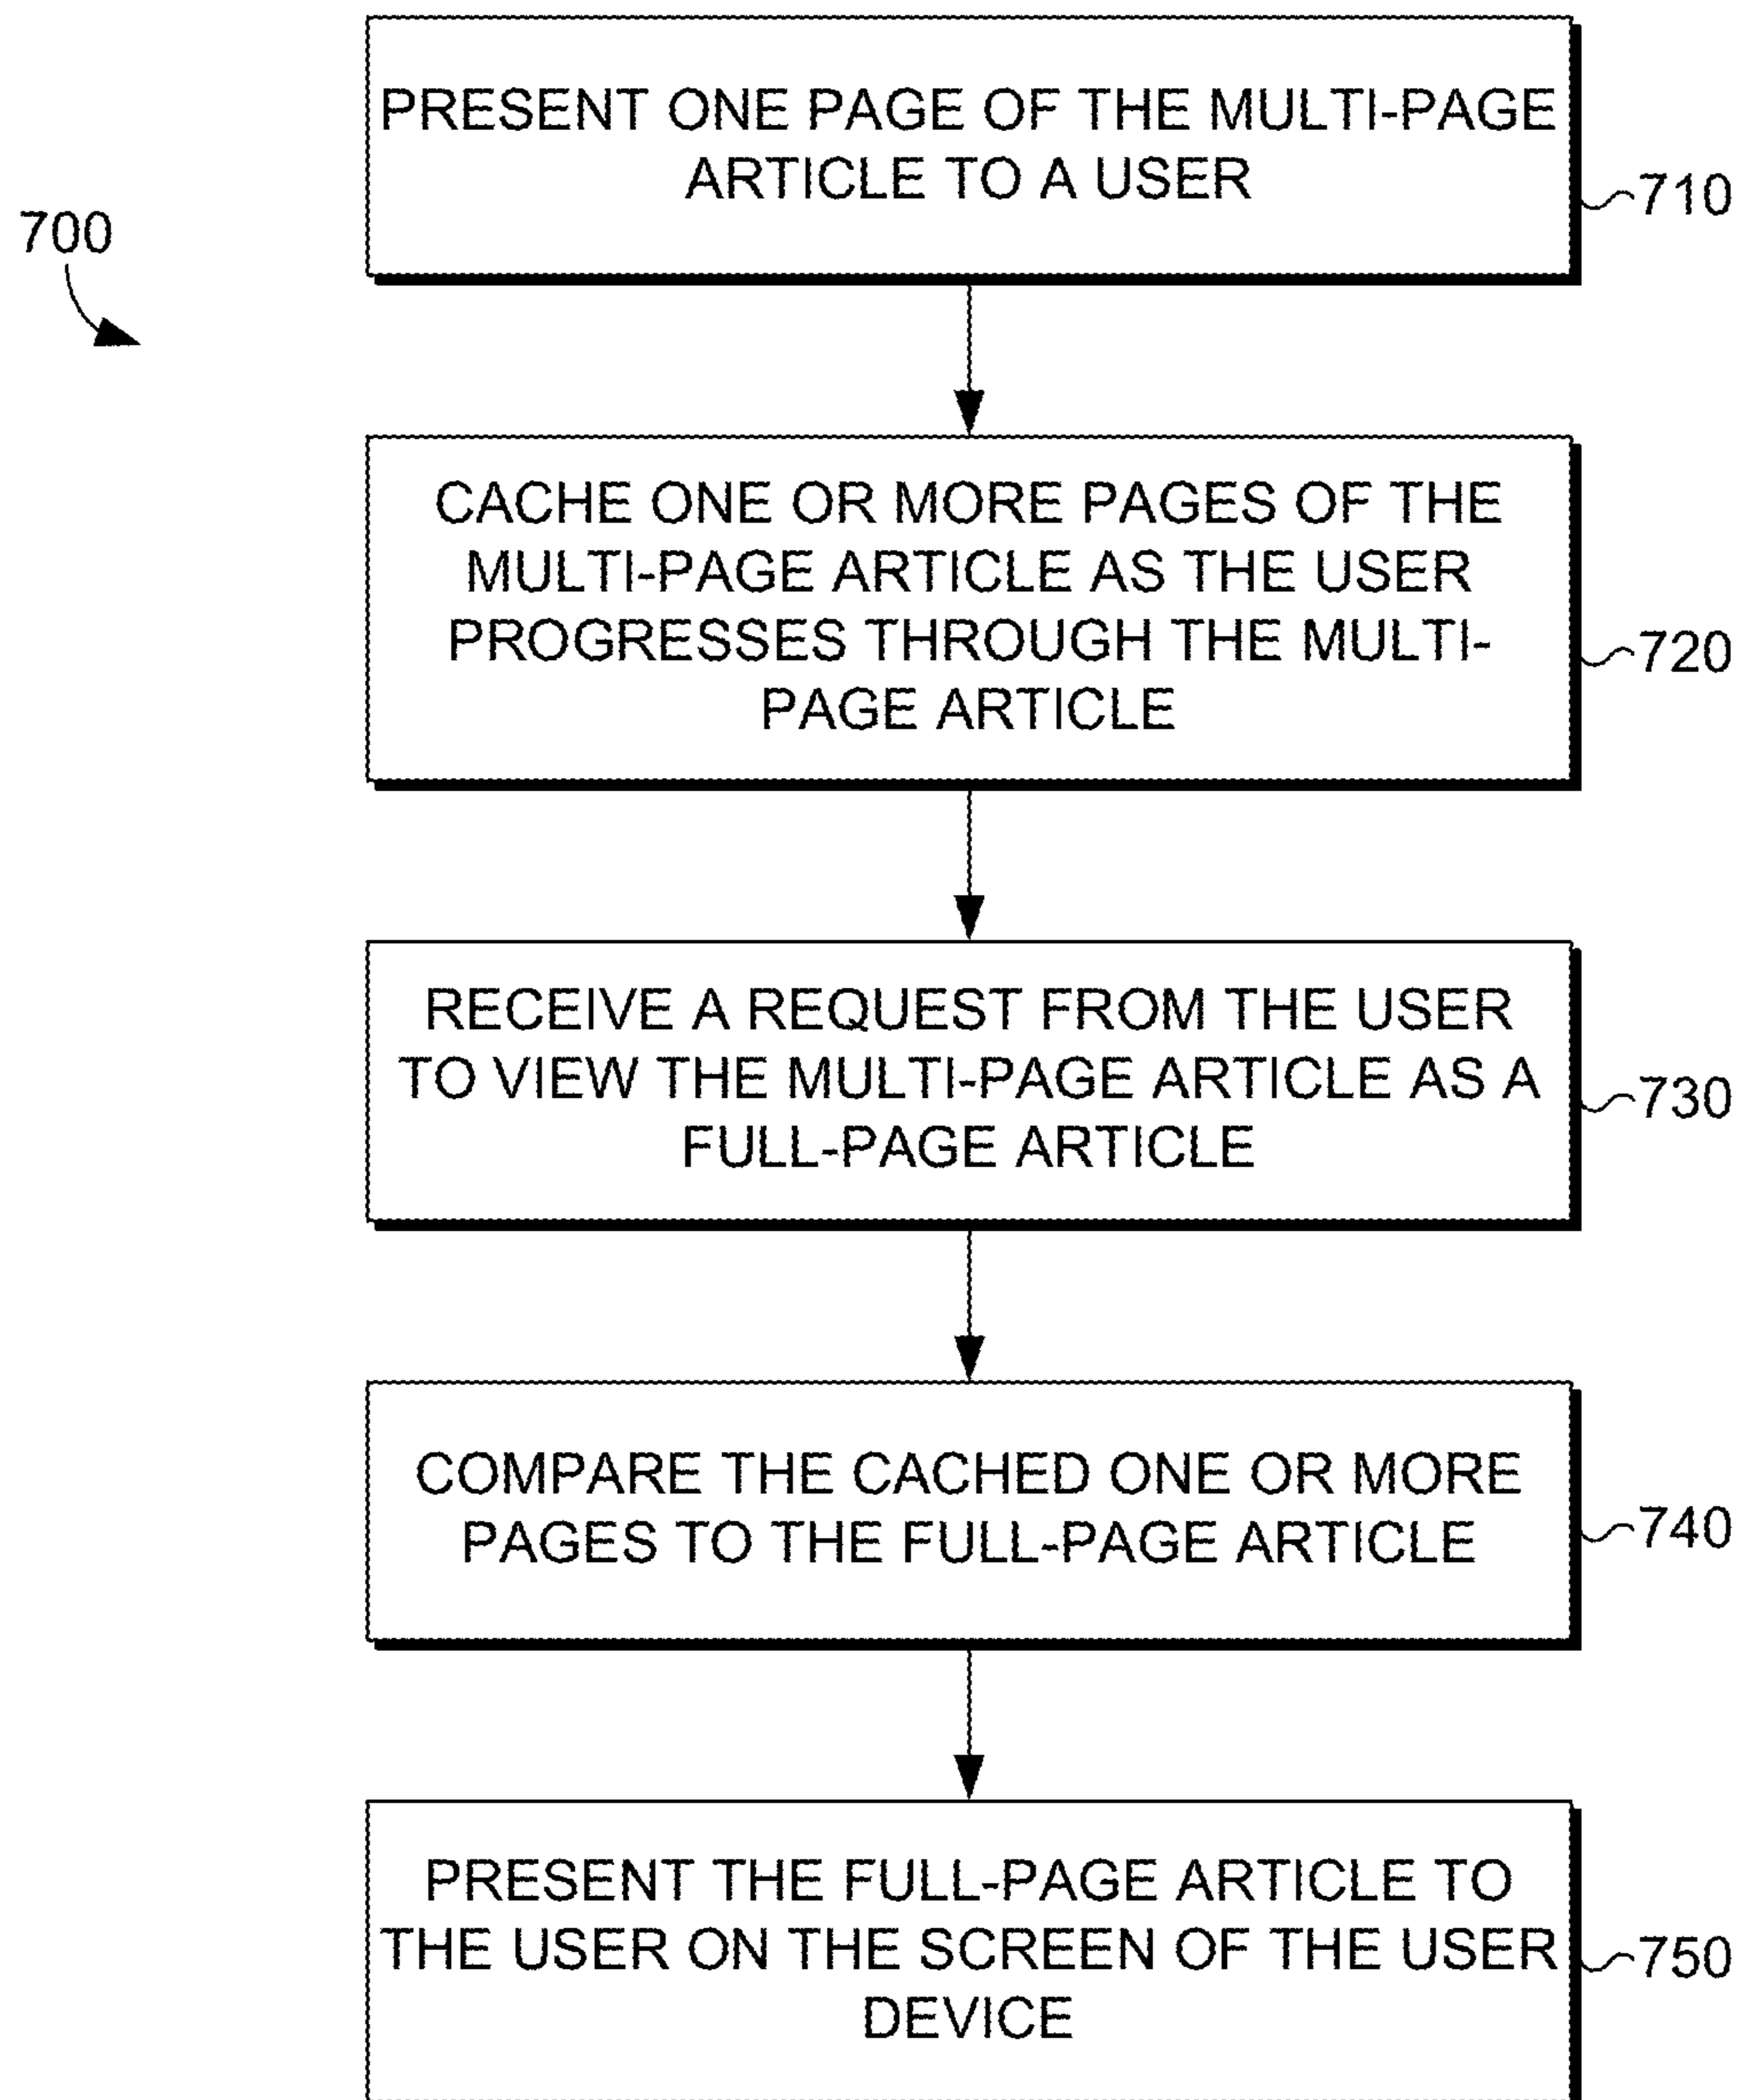 PRESENT ONE PAGE OF THE MULTI-PAGE
ARTICLE TO A USER
710
700
CACHE ONE OR MORE PAGES OF THE
MULTI-PAGE ARTICLE AS THE USER
PROGRESSES THROUGH THE MULTI-
PAGE ARTICLE
720
RECEIVE A REQUEST FROM THE USER
TO VIEW THE MULTI-PAGE ARTICLE AS A
FULL-PAGE ARTICLE
730
COMPARE THE CACHED ONE OR MORE
PAGES TO THE FULL-PAGE ARTICLE
740
PRESENT THE FULL-PAGE ARTICLE TO
THE USER ON THE SCREEN OF THE USER
DEVICE
750